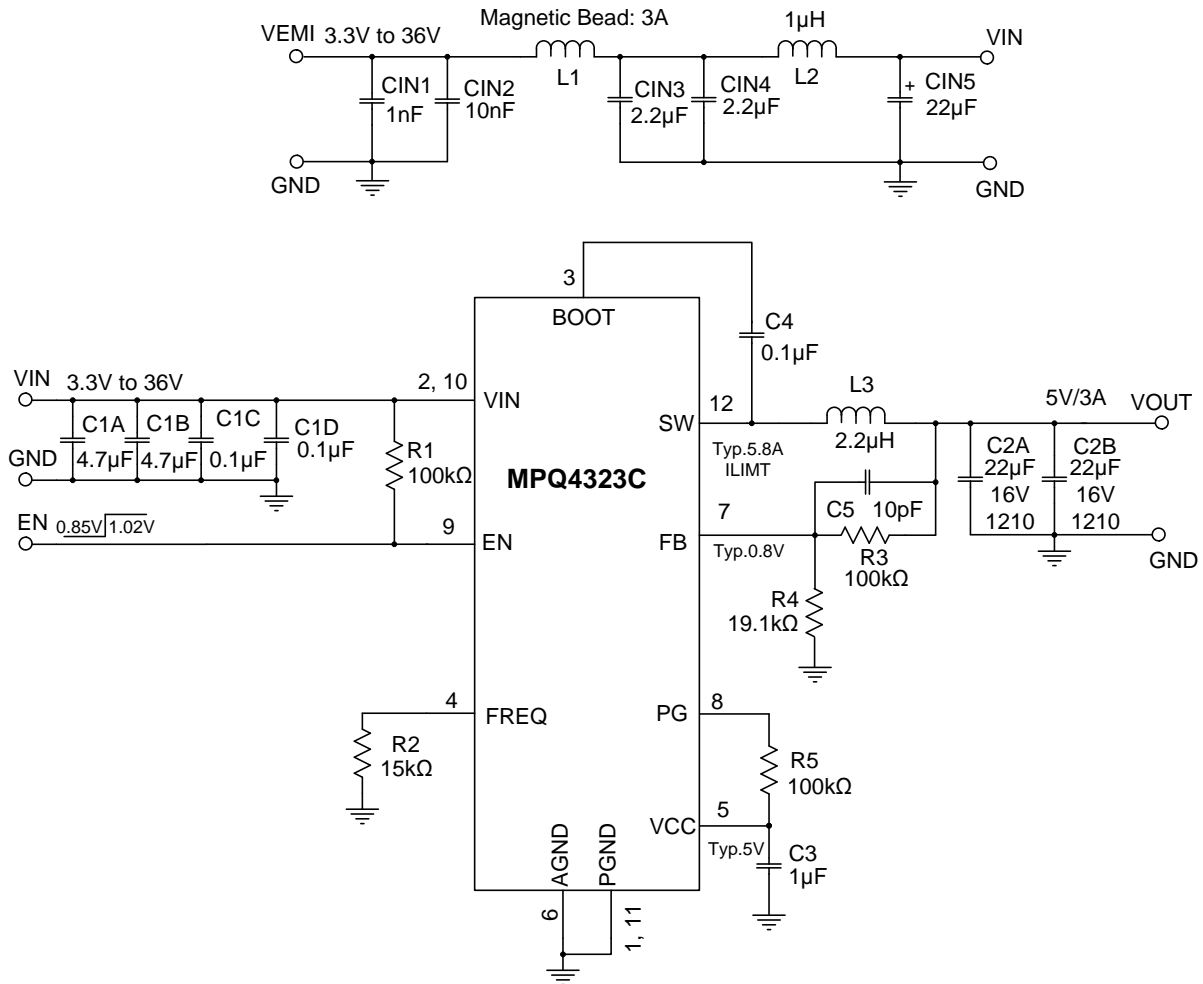 Magnetic Bead: 3A
1µH
VEMI 3.3V to 36V
VIN
L1
L2
CIN1
1nF
CIN2
10nF
CIN3
2.2µF
CIN4
2.2µF
+
CIN5
22µF
GND
GND
3
BOOT
C4
0.1µF
VIN 3.3V to 36V
2, 10
VIN
C1A
4.7µF
C1B
4.7µF
C1C
0.1µF
C1D
0.1µF
GND
R1
100kΩ
EN 0.85V 1.02V
9
EN
MPQ4323C
12
SW
Typ.5.8A
ILIMT
L3
2.2µH
5V/3A
VOUT
C2A
22µF
16V
1210
C2B
22µF
16V
1210
GND
7
FB
Typ.0.8V
C5
10pF
R3
100kΩ
R4
19.1kΩ
4
FREQ
R2
15kΩ
8
PG
R5
100kΩ
5
VCC
Typ.5V
C3
1µF
AGND
PGND
6
1, 11